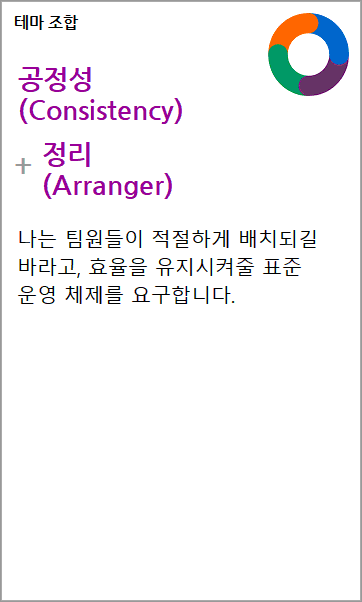 테마 조합
공정성
(Consistency)
+ 정리
(Arranger)
나는 팀원들이 적절하게 배치되길
바라고, 효율을 유지시켜줄 표준
운영 체제를 요구합니다.